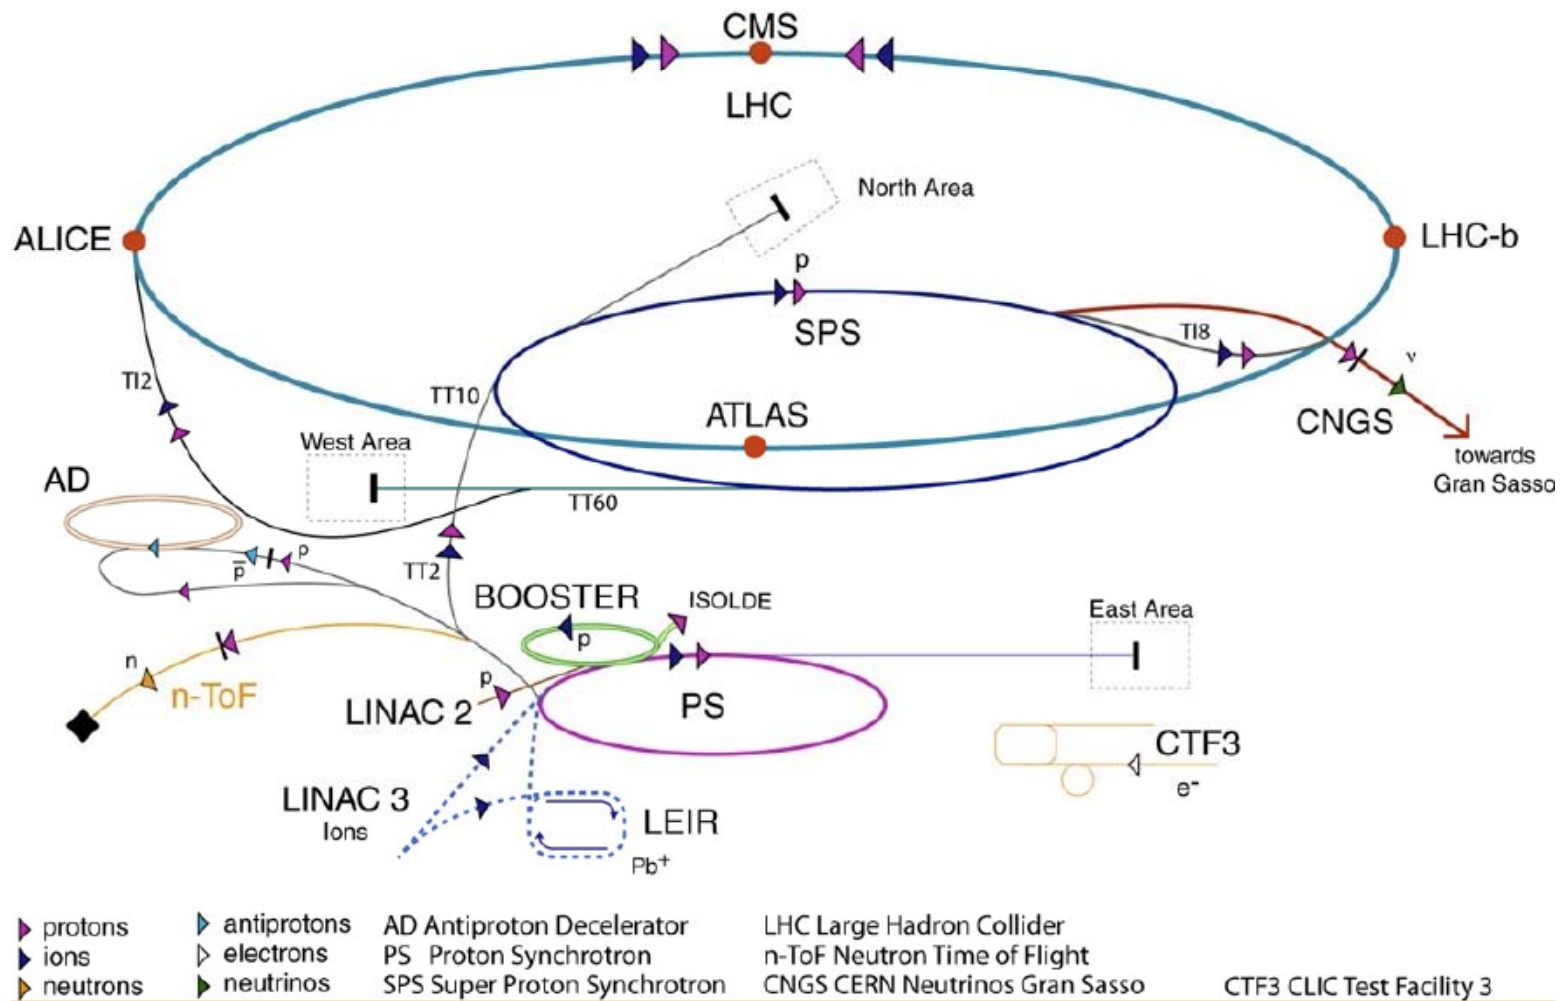 CMS
LHC
North Area
ALICE
LHC-b
p
SPS
TI8
ν
TI2
TT10
ATLAS
CNGS
West Area
towards
Gran Sasso
AD
TT60
p
p̅
TT2
BOOSTER
ISOLDE
East Area
p
n
n-ToF
p
LINAC 2
PS
CTF3
e⁻
LINAC 3
Ions
LEIR
Pb⁺
protons
ions
neutrons
antiprotons
electrons
neutrinos
AD Antiproton Decelerator
PS Proton Synchrotron
SPS Super Proton Synchrotron
LHC Large Hadron Collider
n-ToF Neutron Time of Flight
CNGS CERN Neutrinos Gran Sasso
CTF3 CLIC Test Facility 3